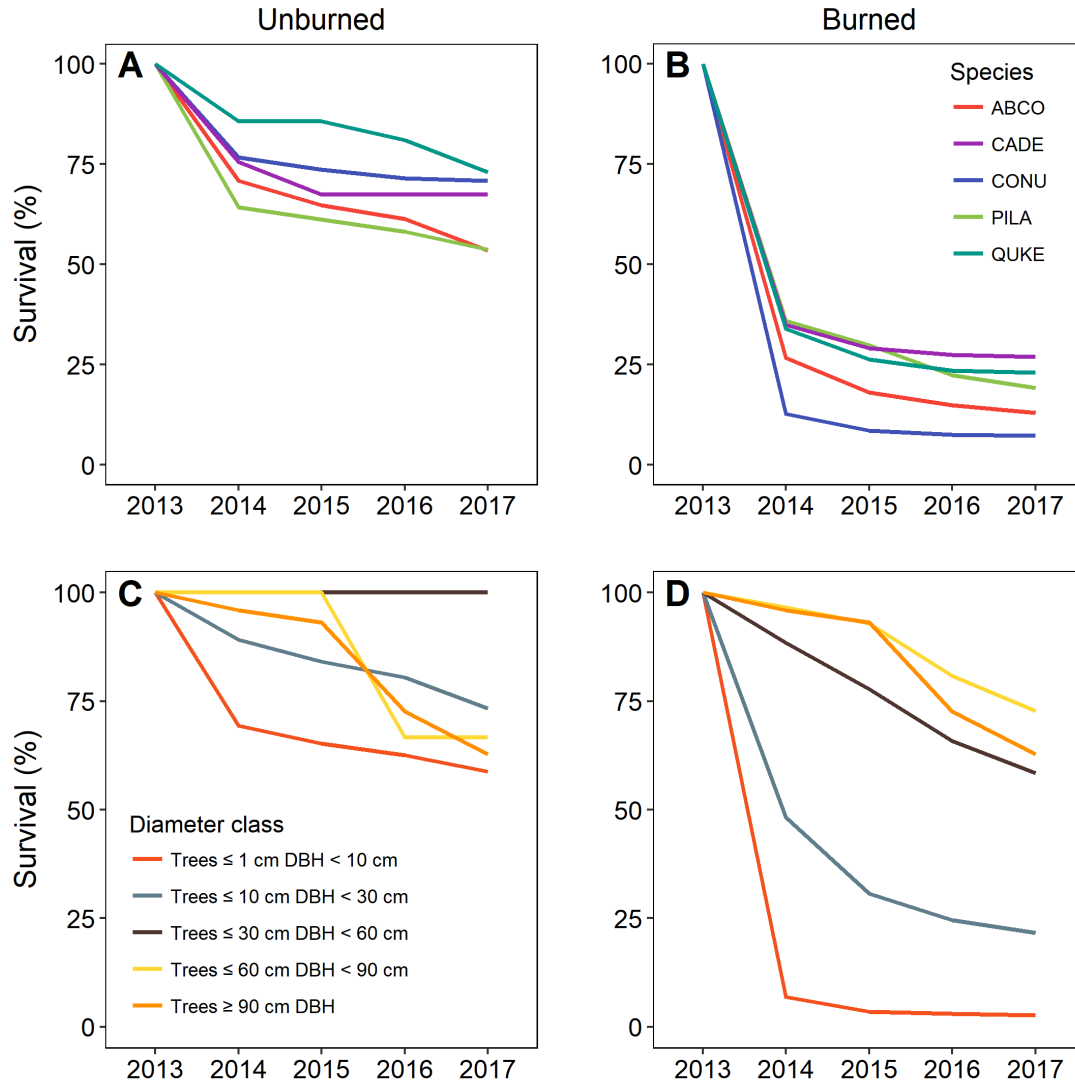 Unburned
Burned
A
100
75
50
25
0
Survival (%)
2013 2014 2015 2016 2017
B
100
75
50
25
0
Species
ABCO
CADE
CONU
PILA
QUKE
2013 2014 2015 2016 2017
C
100
75
50
25
0
Survival (%)
Diameter class
Trees ≤ 1 cm DBH < 10 cm
Trees ≤ 10 cm DBH < 30 cm
Trees ≤ 30 cm DBH < 60 cm
Trees ≤ 60 cm DBH < 90 cm
Trees ≥ 90 cm DBH
2013 2014 2015 2016 2017
D
100
75
50
25
0
2013 2014 2015 2016 2017